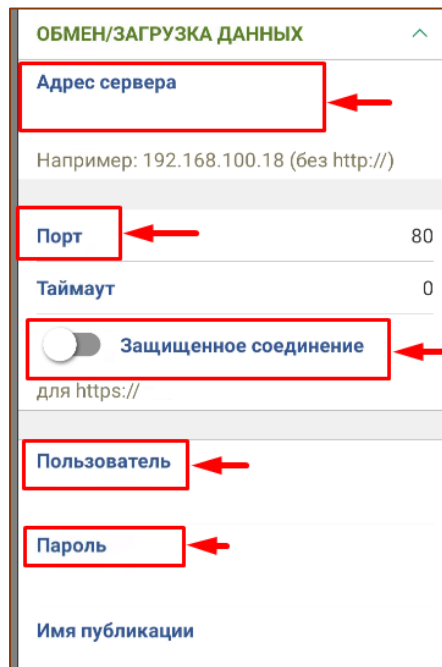 ОБМЕН/ЗАГРУЗКА ДАННЫХ
Адрес сервера
Например: 192.168.100.18 (без http://)
Порт 80
Таймаут 0
Защищенное соединение
для https://
Пользователь
Пароль
Имя публикации